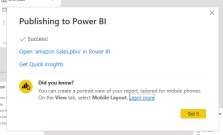 Publishing to Power BI
Success!
Open 'amazon Sales.pbix' in Power BI
Get Quick Insights
Did you know?
You can create a portrait view of your report, tailored for mobile phones.
On the View tab, select Mobile Layout. Learn more
Got it